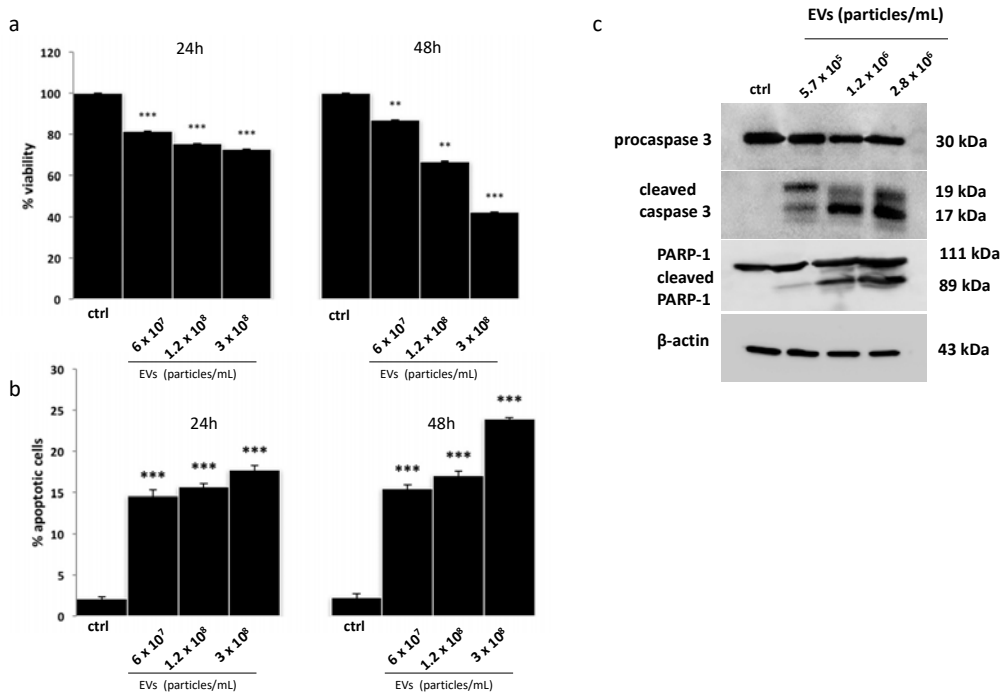 a
24h
48h
120
100
80
60
40
20
0
% viability
***
***
***
**
**
***
ctrl
6 x 10⁷
1.2 x 10⁸
3 x 10⁸
EVs (particles/mL)
ctrl
6 x 10⁷
1.2 x 10⁸
3 x 10⁸
EVs (particles/mL)
b
24h
48h
30
25
20
15
10
5
0
% apoptotic cells
***
***
***
***
***
***
ctrl
6 x 10⁷
1.2 x 10⁸
3 x 10⁸
EVs (particles/mL)
ctrl
6 x 10⁷
1.2 x 10⁸
3 x 10⁸
EVs (particles/mL)
c
EVs (particles/mL)
ctrl
5.7 x 10⁵
1.2 x 10⁶
2.8 x 10⁶
procaspase 3
30 kDa
cleaved
caspase 3
19 kDa
17 kDa
PARP-1
111 kDa
cleaved
PARP-1
89 kDa
β-actin
43 kDa